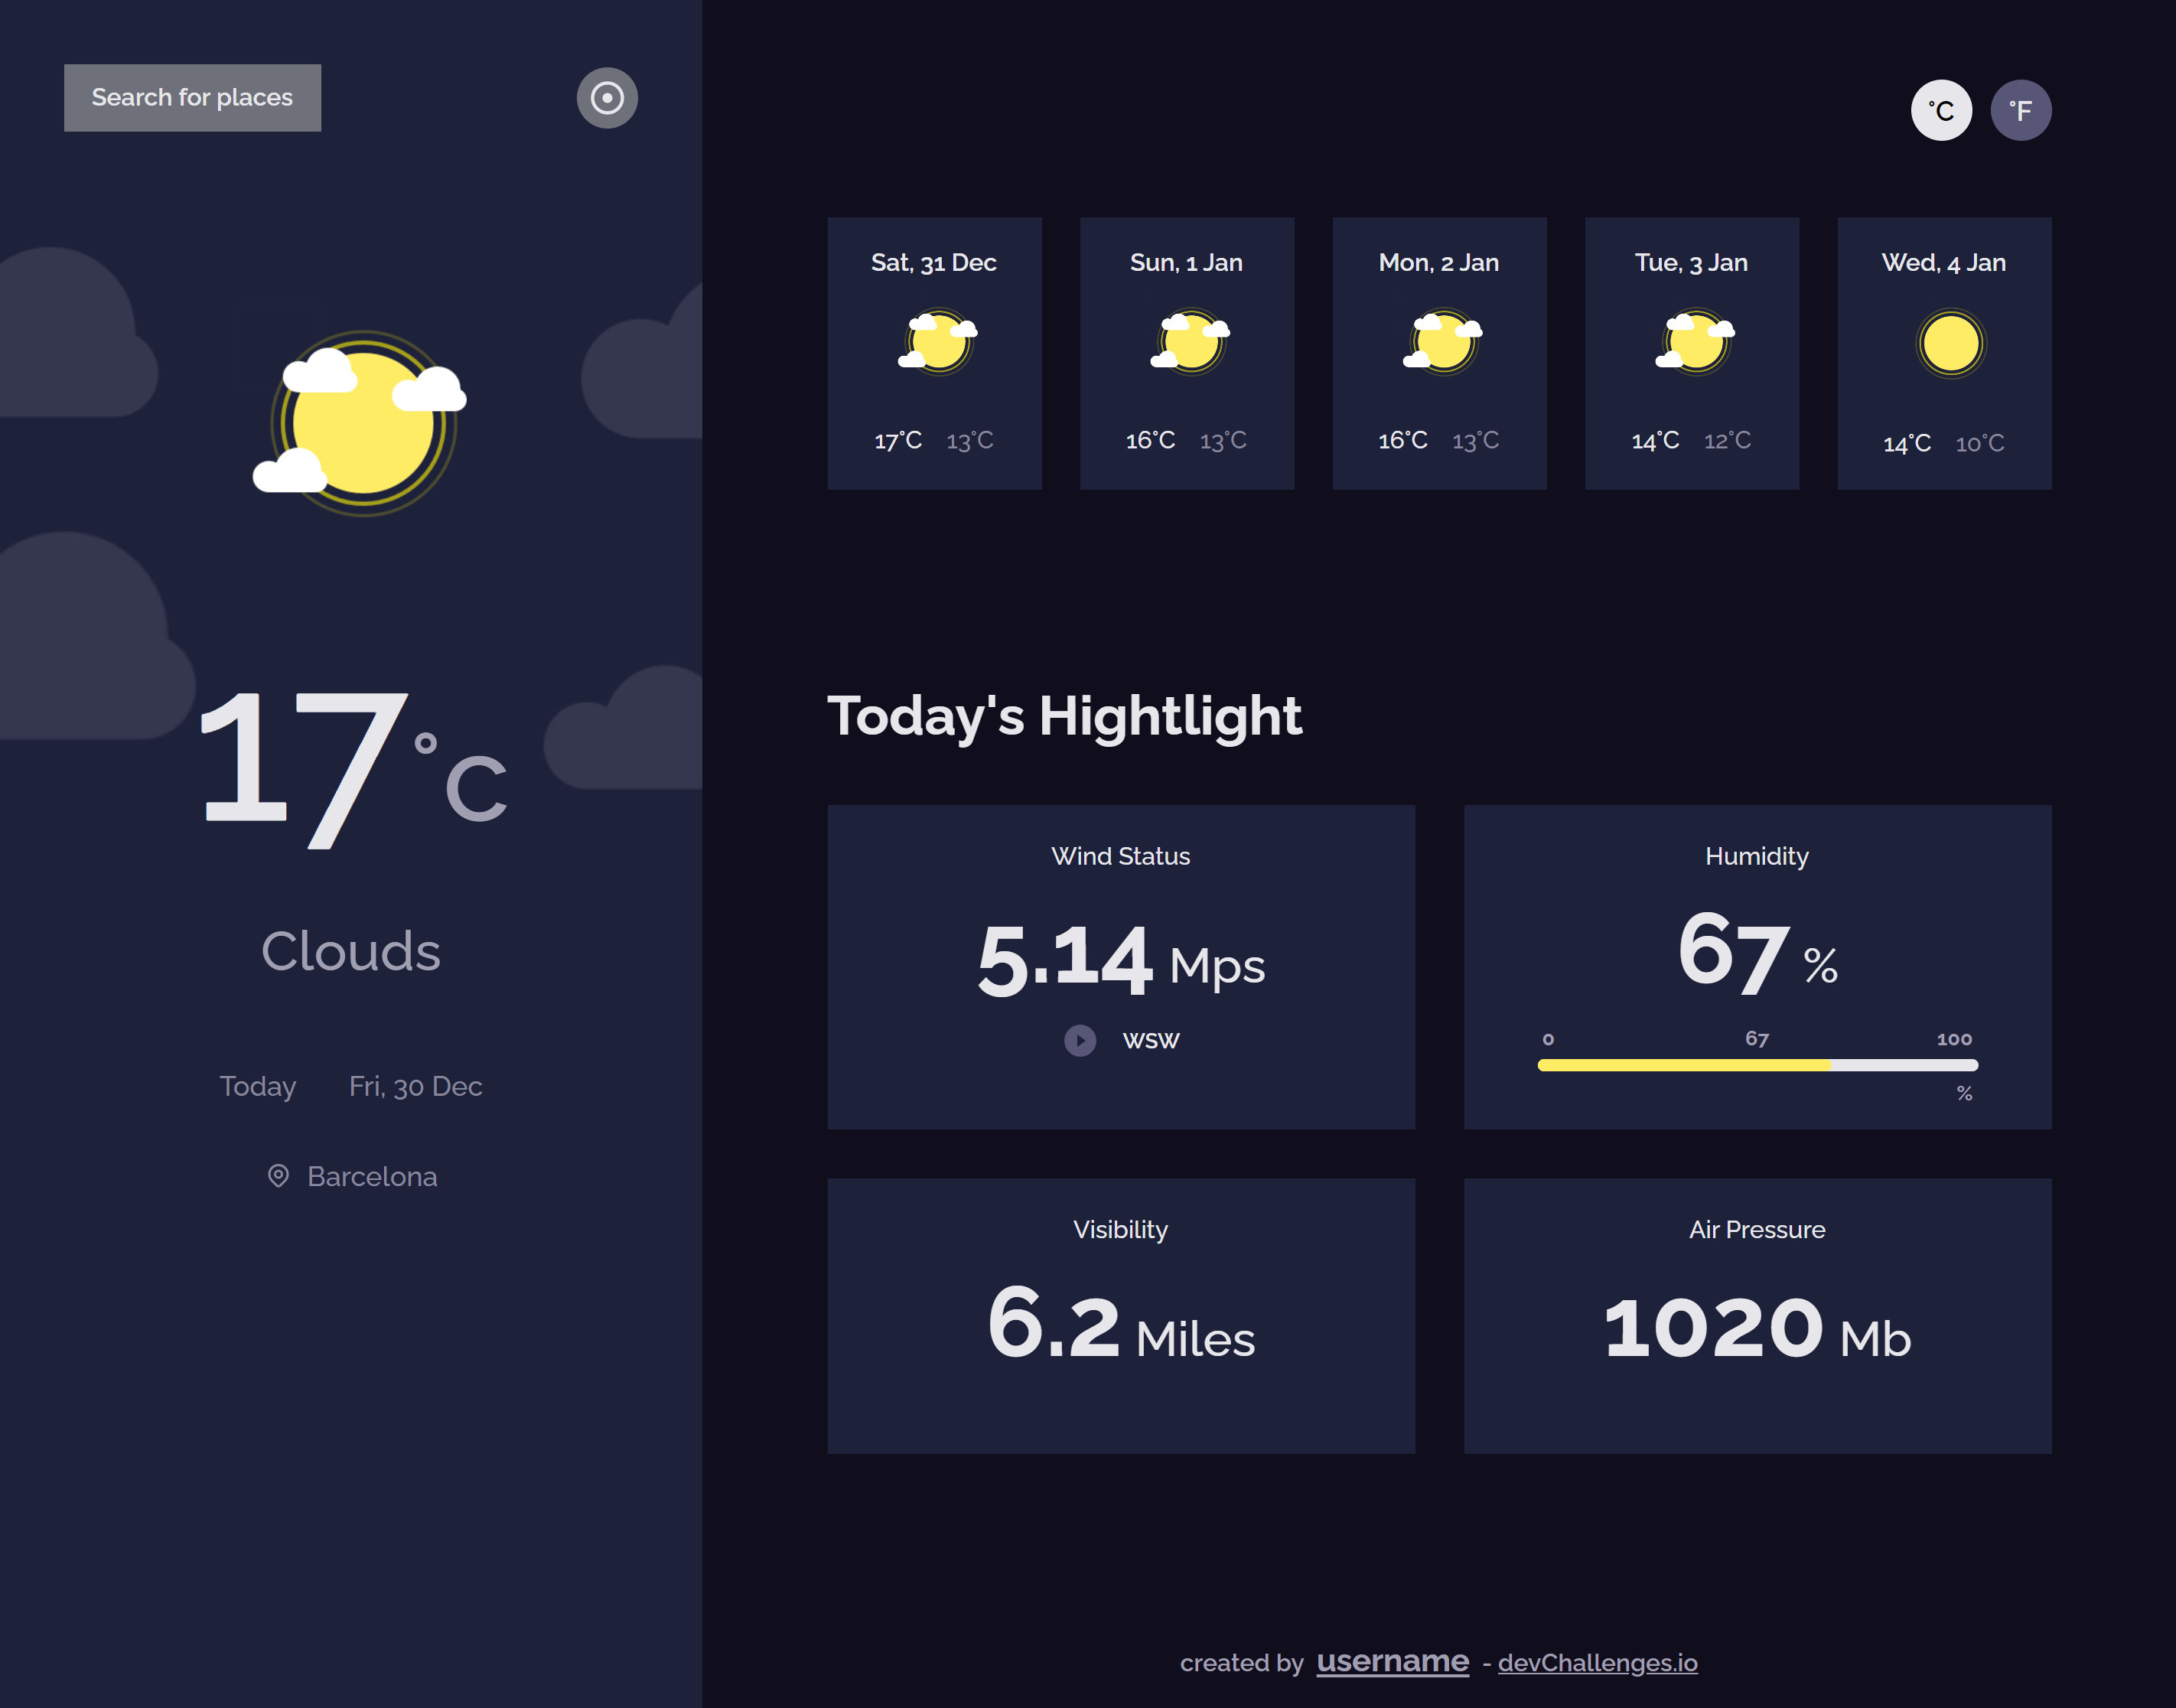 Search for places
17°C
Clouds
Today Fri, 30 Dec
Barcelona
°C °F
Sat, 31 Dec
17°C 13°C
Sun, 1 Jan
16°C 13°C
Mon, 2 Jan
16°C 13°C
Tue, 3 Jan
14°C 12°C
Wed, 4 Jan
14°C 10°C
Today's Hightlight
Wind Status
5.14 Mps
WSW
Humidity
67 %
0 67 100
%
Visibility
6.2 Miles
Air Pressure
1020 Mb
created by username - devChallenges.io